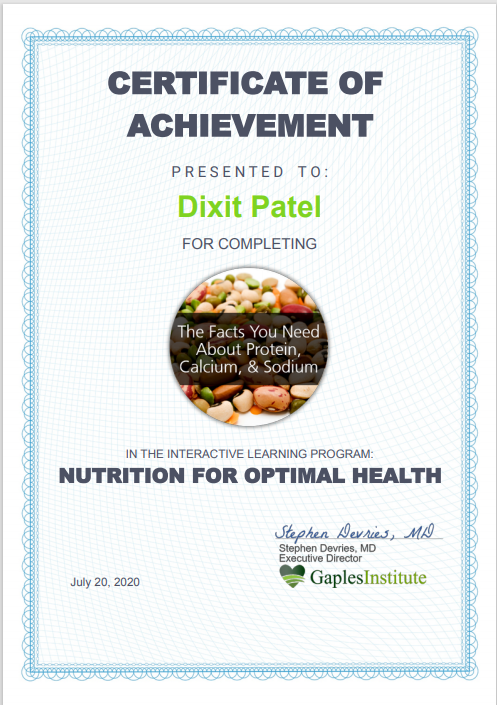 CERTIFICATE OF
ACHIEVEMENT
PRESENTED TO:
Dixit Patel
FOR COMPLETING
The Facts You Need
About Protein,
Calcium, & Sodium
IN THE INTERACTIVE LEARNING PROGRAM:
NUTRITION FOR OPTIMAL HEALTH
Stephen Devries, MD
Stephen Devries, MD
Executive Director
GaplesInstitute
July 20, 2020